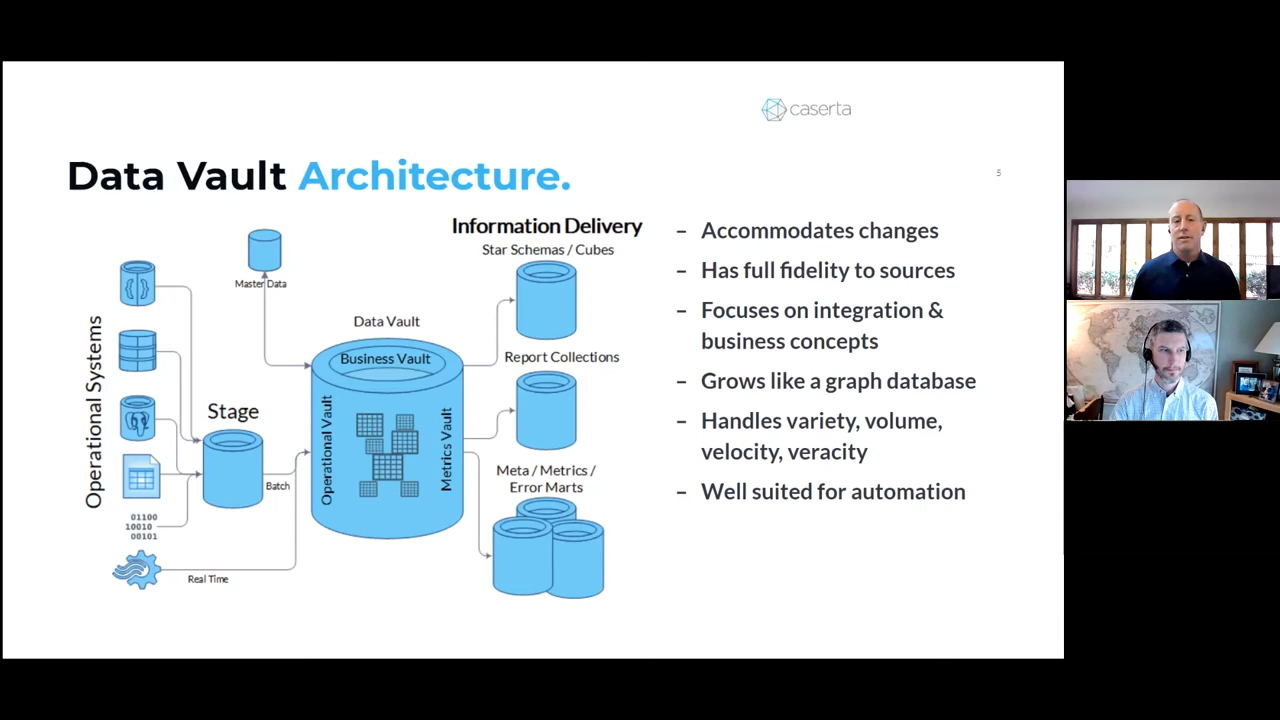 caserta
Data Vault Architecture.
5
Information Delivery
Star Schemas / Cubes
Master Data
Data Vault
Business Vault
Report Collections
Operational Systems
Stage
Operational Vault
Metrics Vault
Batch
Meta / Metrics /
Error Marts
01100
10010
00101
Real Time
– Accommodates changes
– Has full fidelity to sources
– Focuses on integration &
business concepts
– Grows like a graph database
– Handles variety, volume,
velocity, veracity
– Well suited for automation